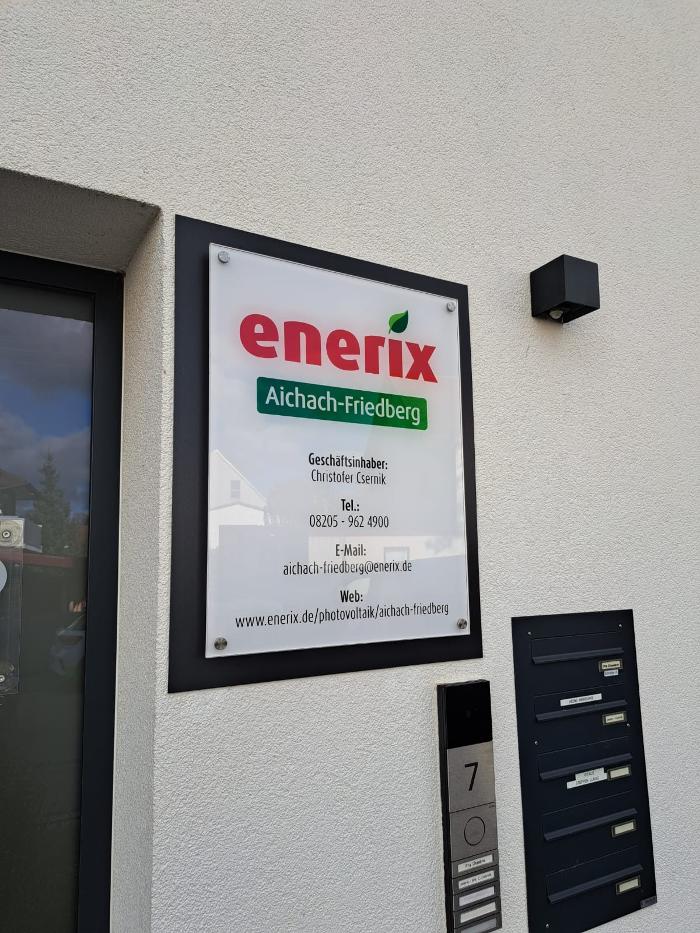 enerix
Aichach-Friedberg
Geschäftsinhaber:
Christofer Csernik
Tel.:
08205 - 962 4900
E-Mail:
aichach-friedberg@enerix.de
Web:
www.enerix.de/photovoltaik/aichach-friedberg
7